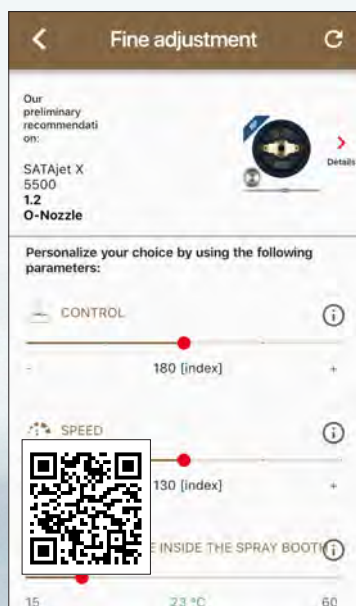 Fine adjustment
Our
preliminary
recommendati
on:
SATAjet X
5500
1.2
O-Nozzle
RP
Details
Personalize your choice by using the following
parameters:
CONTROL
- 180 [index] +
SPEED
130 [index] +
E INSIDE THE SPRAY BOOTH
15 23 °C 60